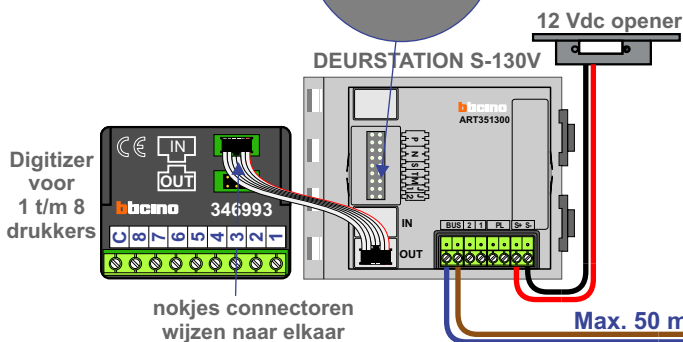 12 Vdc opener
DEURSTATION S-130V
bticino
ART351300
P N S T M J1 J2
IN
OUT
BUS 2 1 PL S+ S-
CE IN
OUT
bticino 346993
C 8 7 6 5 4 3 2 1
Digitizer
voor
1 t/m 8
drukkers
nokjes connectoren
wijzen naar elkaar
Max. 50 m